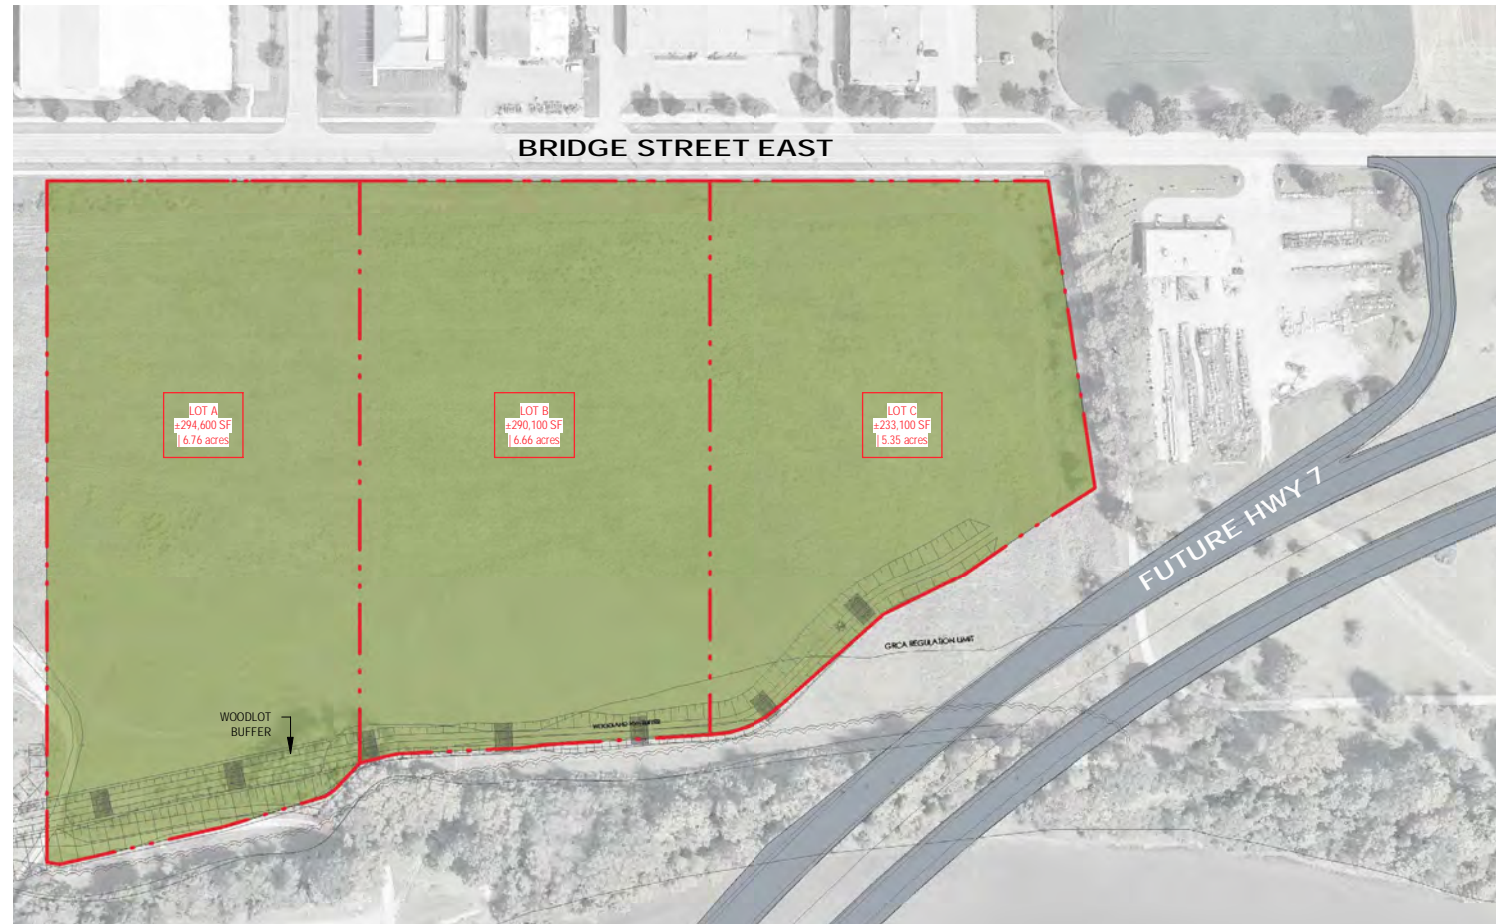 BRIDGE STREET EAST
LOT A
±294,600 SF
| 6.76 acres
LOT B
±290,100 SF
| 6.66 acres
LOT C
±233,100 SF
| 5.35 acres
FUTURE HWY 7
GRCA REGULATION LIMIT
WOODLOT
BUFFER